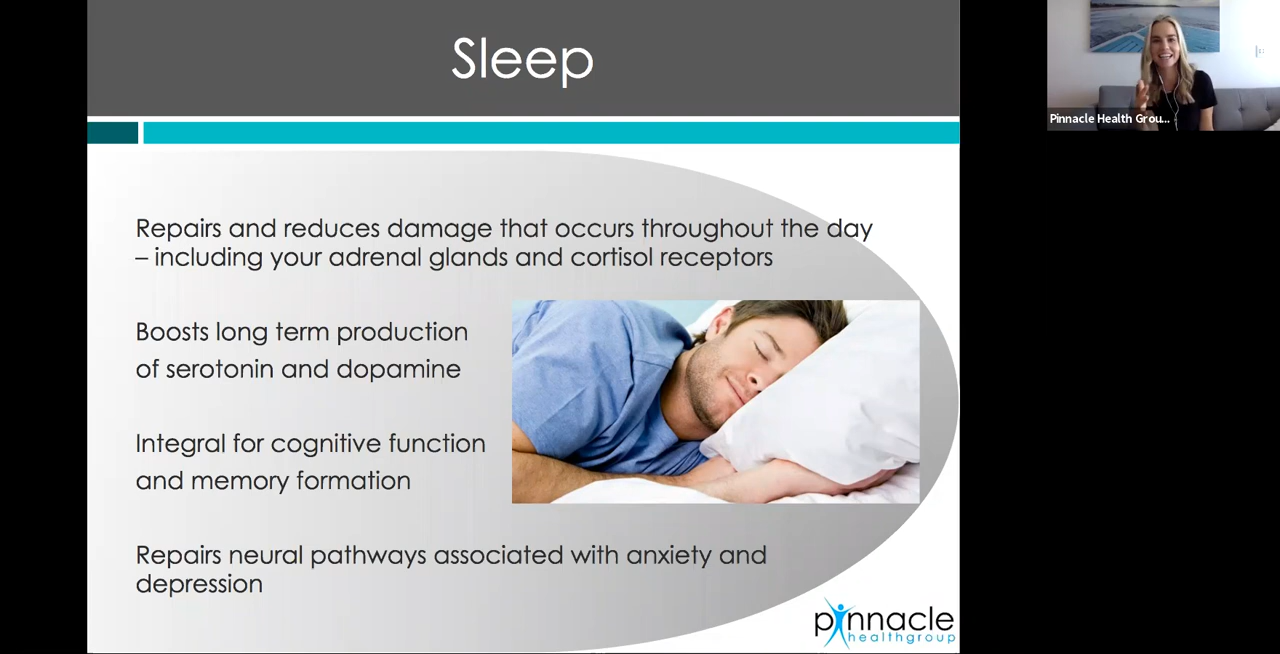 Sleep
Pinnacle Health Grou...
Repairs and reduces damage that occurs throughout the day
– including your adrenal glands and cortisol receptors
Boosts long term production
of serotonin and dopamine
Integral for cognitive function
and memory formation
Repairs neural pathways associated with anxiety and
depression
pinnacle
healthgroup